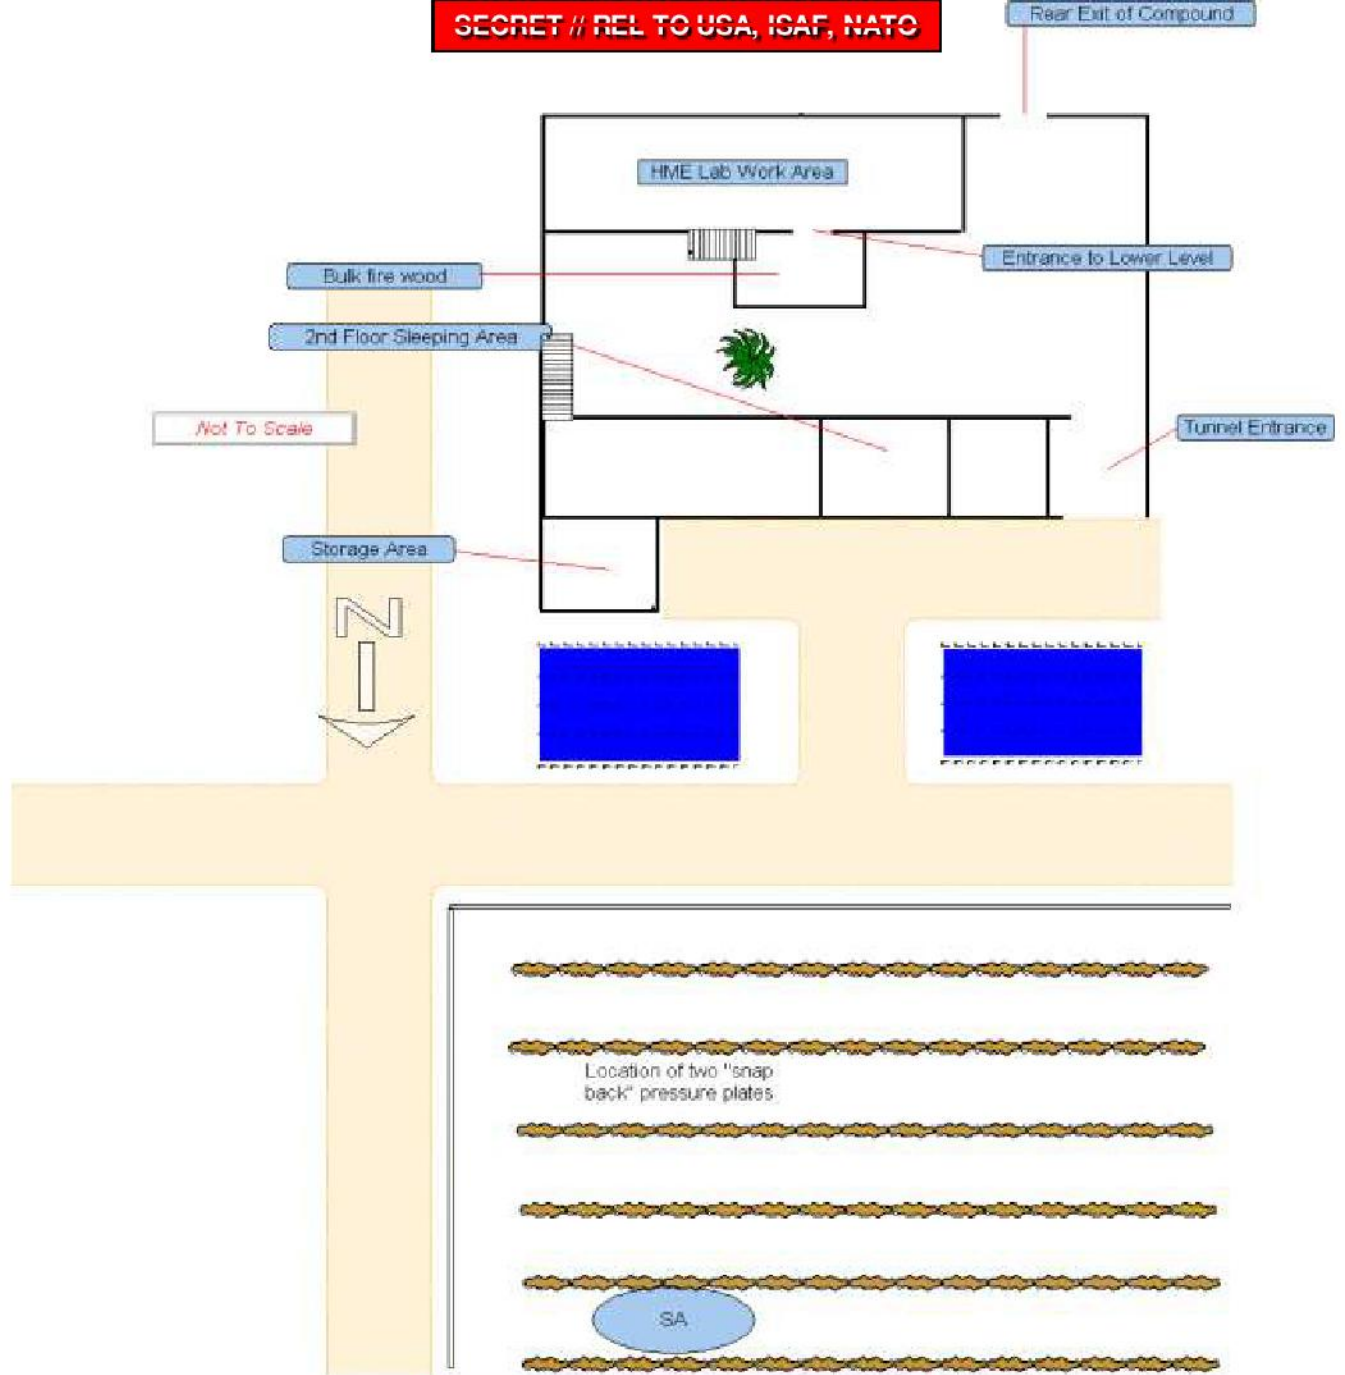 SECRET // REL TO USA, ISAF, NATO
Rear Exit of Compound
HME Lab Work Area
Entrance to Lower Level
Bulk fire wood
2nd Floor Sleeping Area
Not To Scale
Tunnel Entrance
Storage Area
N
Location of two "snap
back" pressure plates
SA